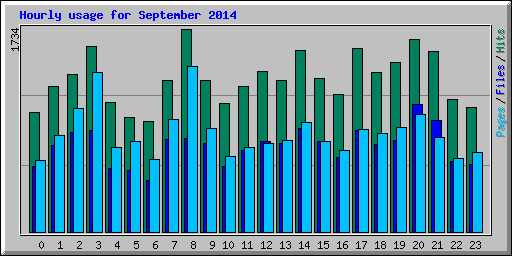 Hourly usage for September 2014
1734
Pages / Files / Hits
0 1 2 3 4 5 6 7 8 9 10 11 12 13 14 15 16 17 18 19 20 21 22 23